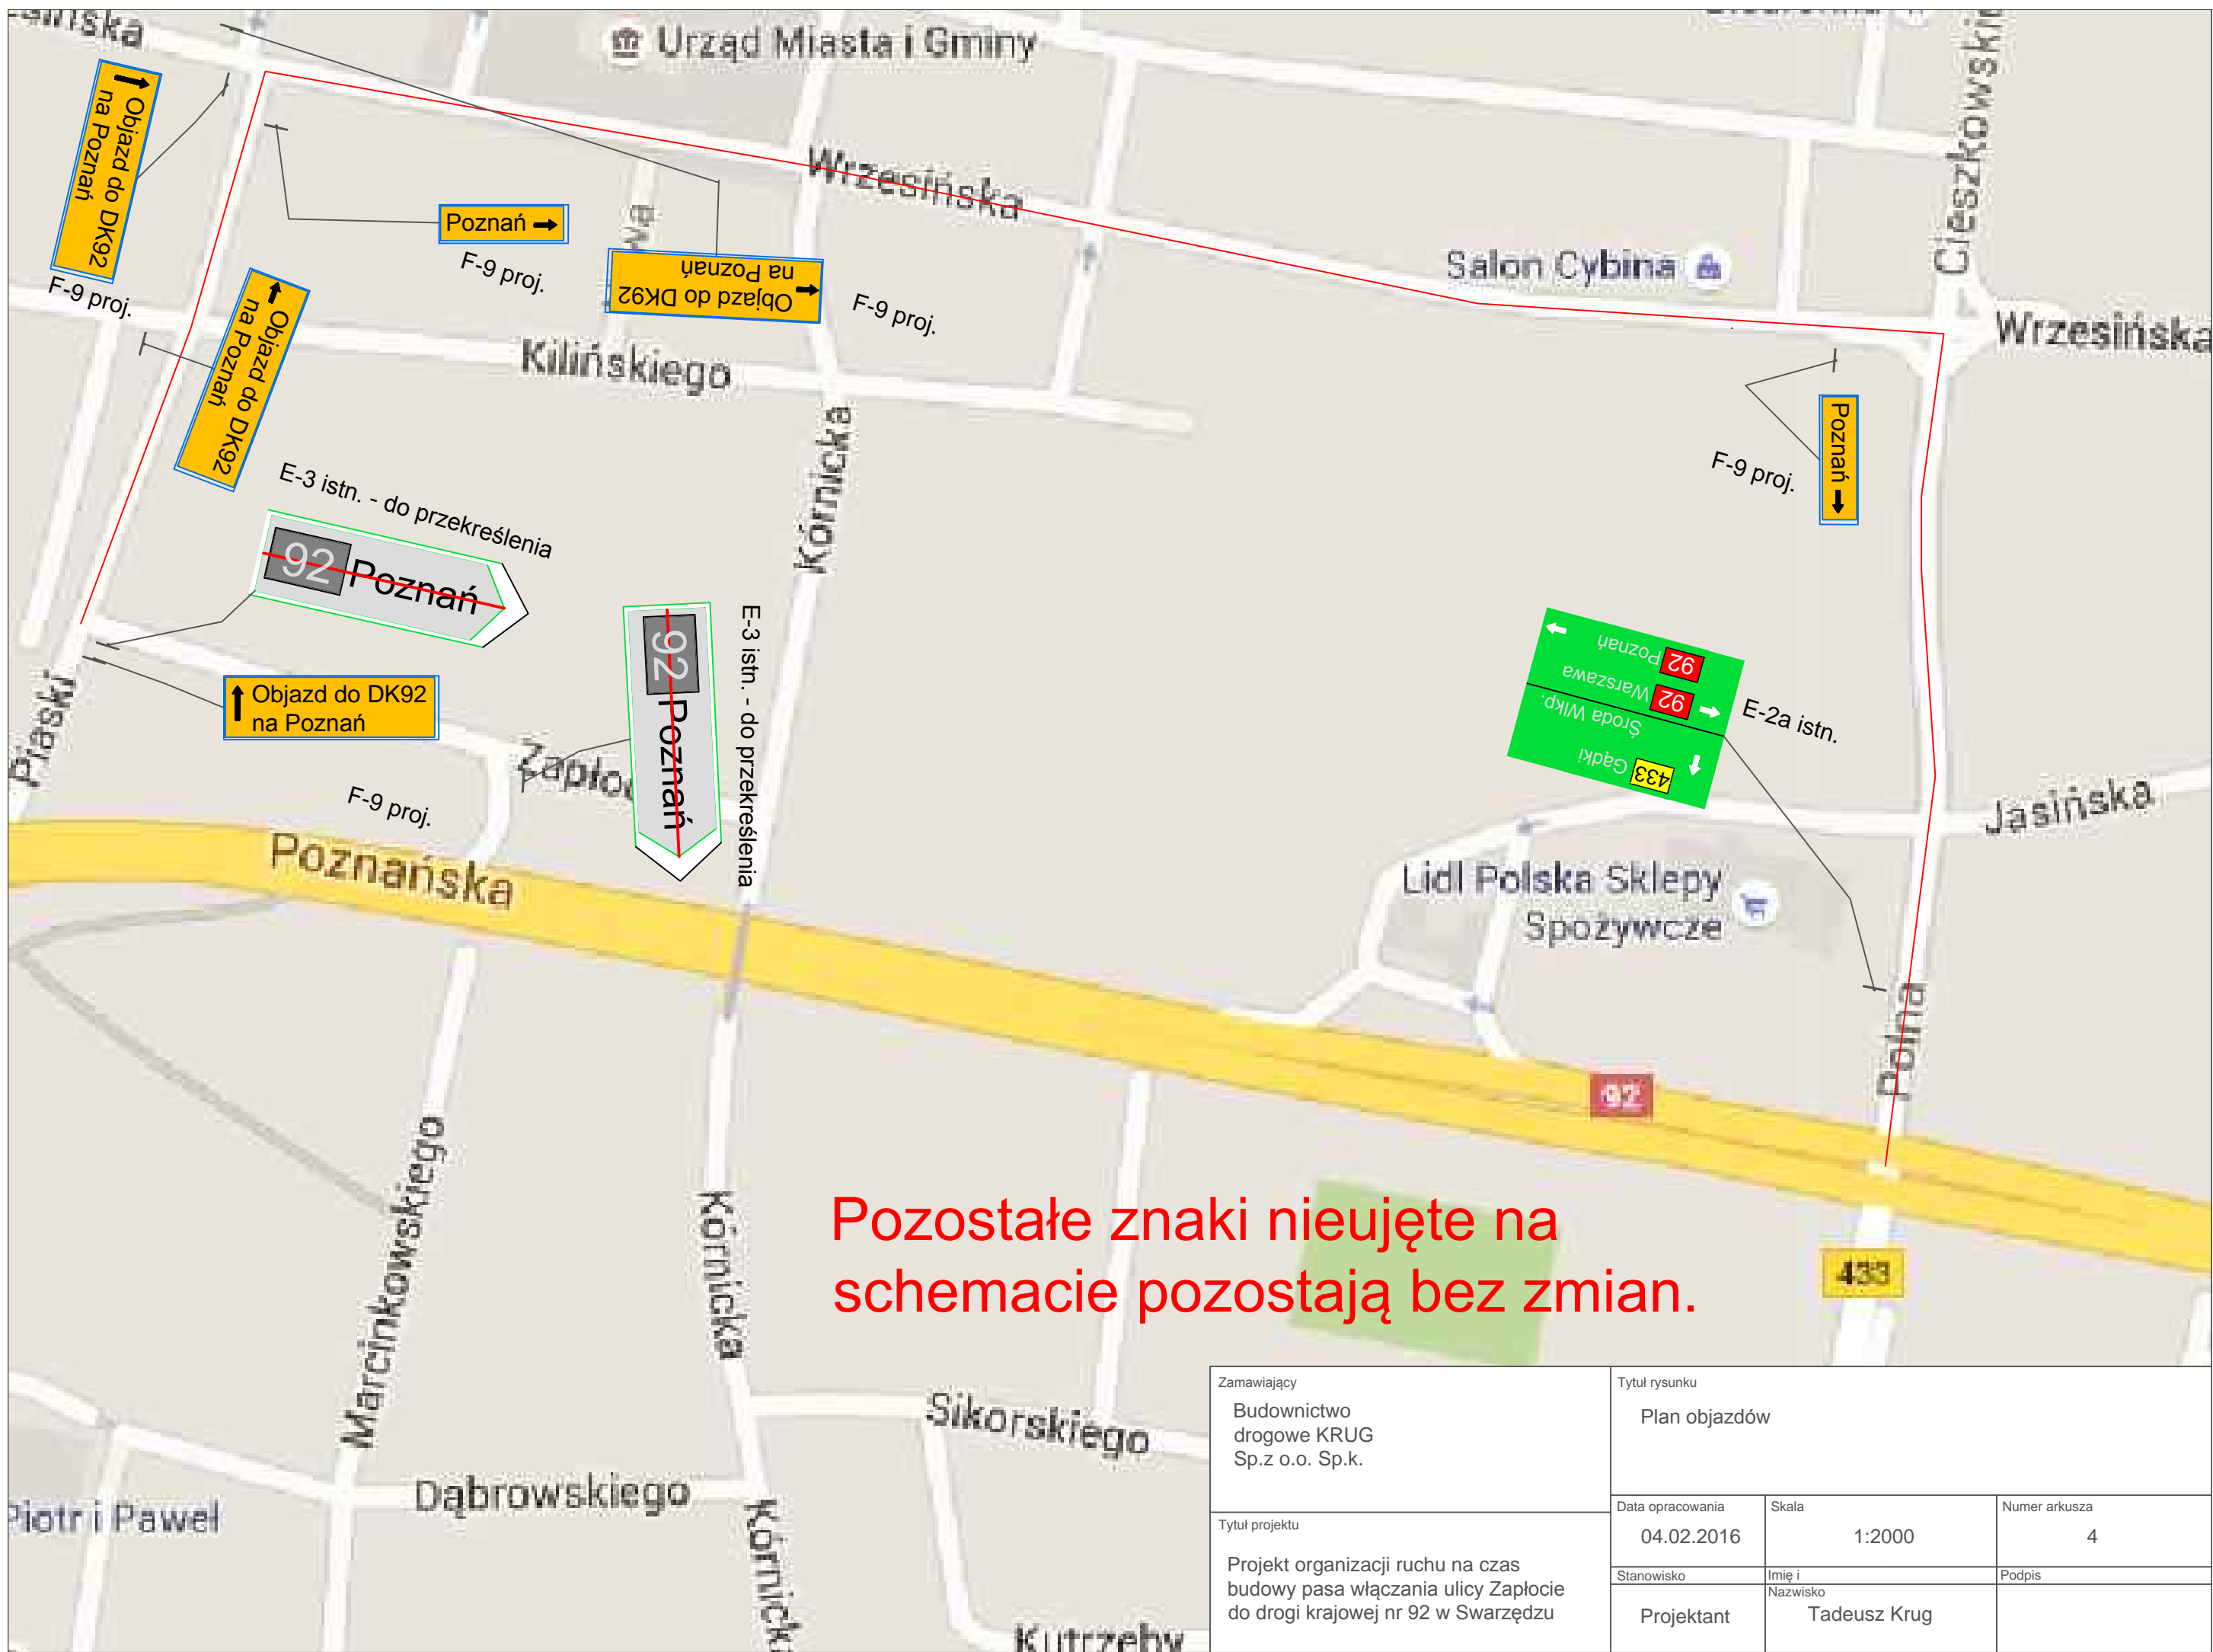 Urząd Miasta i Gminy
Objazd do DK92
na Poznań
F-9 proj.
Poznań
F-9 proj.
Objazd do DK92
na Poznań
F-9 proj.
Wrzesińska
Salon Cybina
Cieszkowskie
Wrzesińska
Objazd do DK92
na Poznań
Kilińskiego
Kórnicka
Poznań
F-9 proj.
E-3 istn. - do przekreślenia
92 Poznań
E-3 istn. - do przekreślenia
92 Poznań
Objazd do DK92
na Poznań
F-9 proj.
Piaski
Poznańska
92 Poznań
92 Warszawa
Środa Wlkp.
433 Gądki
E-2a istn.
Jasińska
Lidl Polska Sklepy
Spożywcze
Polna
92
433
Marcinkowskiego
Kórnicka
Pozostałe znaki nieujęte na
schemacie pozostają bez zmian.
Sikorskiego
Dąbrowskiego
Piotr i Paweł
Kórnicka
Kutrzeby
Zamawiający
Budownictwo
drogowe KRUG
Sp.z o.o. Sp.k.
Tytuł projektu
Projekt organizacji ruchu na czas
budowy pasa włączania ulicy Zapłocie
do drogi krajowej nr 92 w Swarzędzu
Tytuł rysunku
Plan objazdów
Data opracowania
04.02.2016
Skala
1:2000
Numer arkusza
4
Stanowisko
Projektant
Imię i
Nazwisko
Tadeusz Krug
Podpis